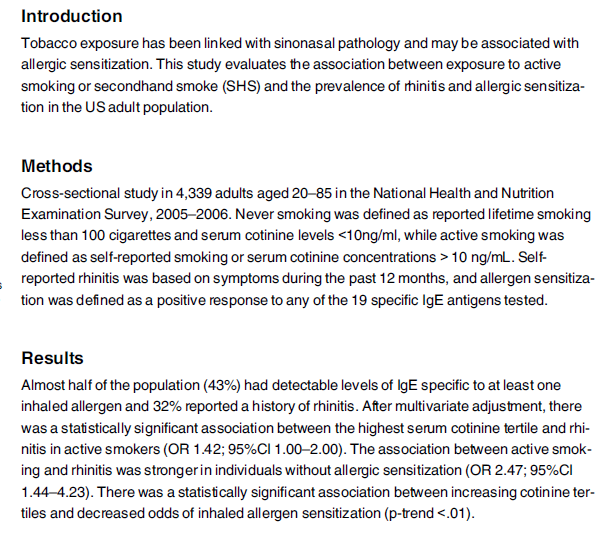 Introduction
Tobacco exposure has been linked with sinonasal pathology and may be associated with
allergic sensitization. This study evaluates the association between exposure to active
smoking or secondhand smoke (SHS) and the prevalence of rhinitis and allergic sensitiza-
tion in the US adult population.
Methods
Cross-sectional study in 4,339 adults aged 20–85 in the National Health and Nutrition
Examination Survey, 2005–2006. Never smoking was defined as reported lifetime smoking
less than 100 cigarettes and serum cotinine levels <10ng/ml, while active smoking was
defined as self-reported smoking or serum cotinine concentrations > 10 ng/mL. Self-
reported rhinitis was based on symptoms during the past 12 months, and allergen sensitiza-
tion was defined as a positive response to any of the 19 specific IgE antigens tested.
Results
Almost half of the population (43%) had detectable levels of IgE specific to at least one
inhaled allergen and 32% reported a history of rhinitis. After multivariate adjustment, there
was a statistically significant association between the highest serum cotinine tertile and rhi-
nitis in active smokers (OR 1.42; 95%CI 1.00–2.00). The association between active smok-
ing and rhinitis was stronger in individuals without allergic sensitization (OR 2.47; 95%CI
1.44–4.23). There was a statistically significant association between increasing cotinine ter-
tiles and decreased odds of inhaled allergen sensitization (p-trend <.01).